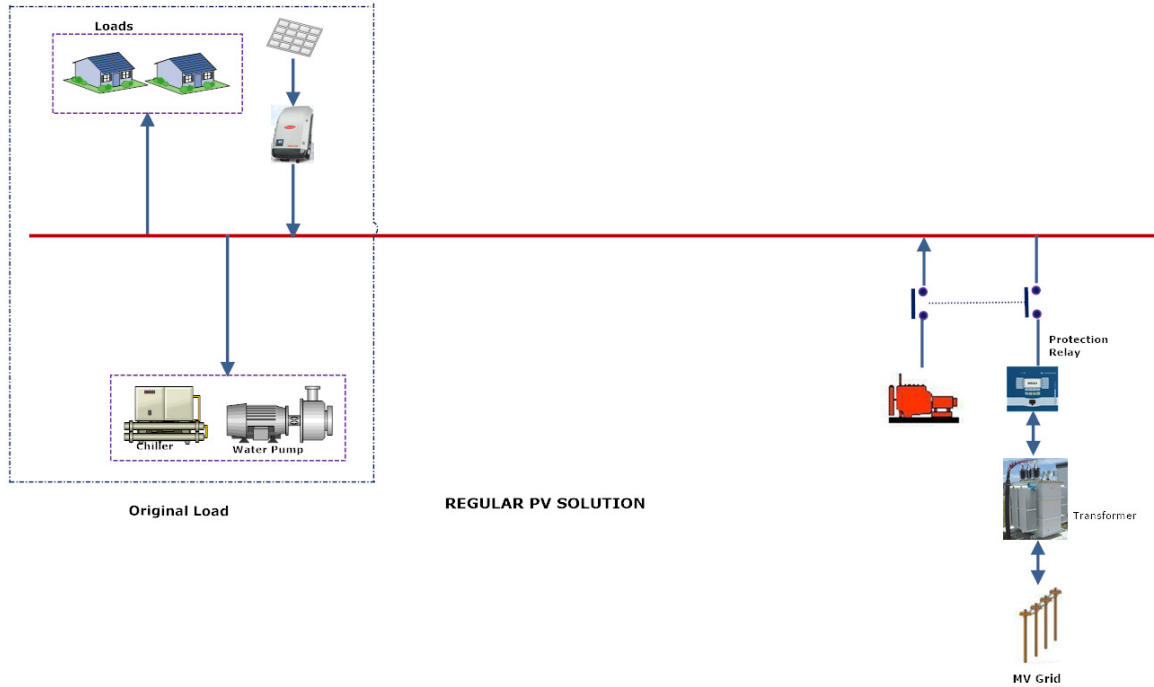 Loads
Protection
Relay
Chiller
Water Pump
Original Load
REGULAR PV SOLUTION
Transformer
MV Grid